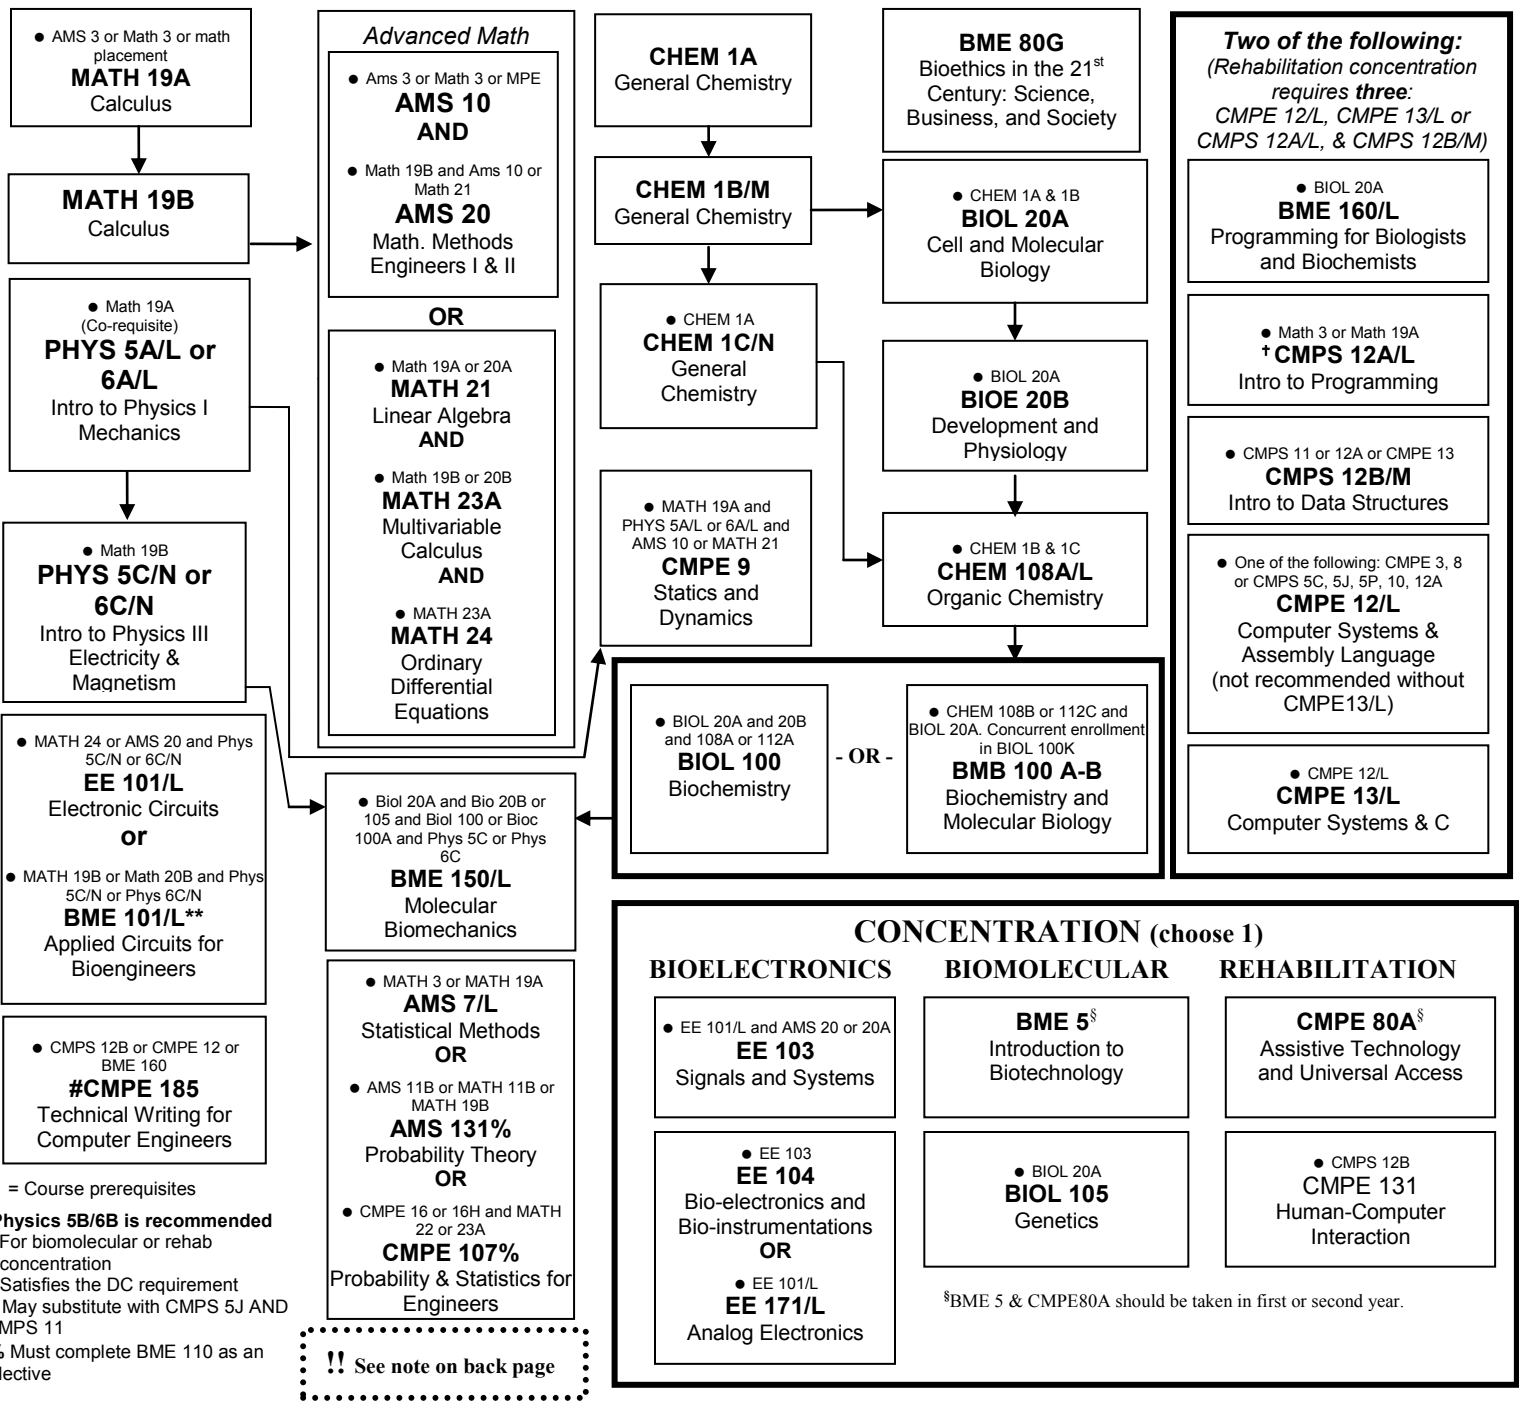 ● AMS 3 or Math 3 or math
placement
MATH 19A
Calculus
MATH 19B
Calculus
● Math 19A
(Co-requisite)
PHYS 5A/L or
6A/L
Intro to Physics I
Mechanics
● Math 19B
PHYS 5C/N or
6C/N
Intro to Physics III
Electricity &
Magnetism
● MATH 24 or AMS 20 and Phys
5C/N or 6C/N
EE 101/L
Electronic Circuits
or
● MATH 19B or Math 20B and Phys
5C/N or Phys 6C/N
BME 101/L**
Applied Circuits for
Bioengineers
● CMPS 12B or CMPE 12 or
BME 160
#CMPE 185
Technical Writing for
Computer Engineers
= Course prerequisites
Physics 5B/6B is recommended
For biomolecular or rehab
concentration
Satisfies the DC requirement
May substitute with CMPS 5J AND
MPS 11
% Must complete BME 110 as an
lective
Advanced Math
● Ams 3 or Math 3 or MPE
AMS 10
AND
● Math 19B and Ams 10 or
Math 21
AMS 20
Math. Methods
Engineers I & II
OR
● Math 19A or 20A
MATH 21
Linear Algebra
AND
● Math 19B or 20B
MATH 23A
Multivariable
Calculus
AND
● MATH 23A
MATH 24
Ordinary
Differential
Equations
● Biol 20A and Bio 20B or
105 and Biol 100 or Bioc
100A and Phys 5C or Phys
6C
BME 150/L
Molecular
Biomechanics
● MATH 3 or MATH 19A
AMS 7/L
Statistical Methods
OR
● AMS 11B or MATH 11B or
MATH 19B
AMS 131%
Probability Theory
OR
● CMPE 16 or 16H and MATH
22 or 23A
CMPE 107%
Probability & Statistics for
Engineers
!! See note on back page
CHEM 1A
General Chemistry
CHEM 1B/M
General Chemistry
● CHEM 1A
CHEM 1C/N
General
Chemistry
● MATH 19A and
PHYS 5A/L or 6A/L and
AMS 10 or MATH 21
CMPE 9
Statics and
Dynamics
BME 80G
Bioethics in the 21st
Century: Science,
Business, and Society
● CHEM 1A & 1B
BIOL 20A
Cell and Molecular
Biology
● BIOL 20A
BIOE 20B
Development and
Physiology
● CHEM 1B & 1C
CHEM 108A/L
Organic Chemistry
● BIOL 20A and 20B
and 108A or 112A
BIOL 100
Biochemistry
- OR -
● CHEM 108B or 112C and
BIOL 20A. Concurrent enrollment
in BIOL 100K
BMB 100 A-B
Biochemistry and
Molecular Biology
Two of the following:
(Rehabilitation concentration
requires three:
CMPE 12/L, CMPE 13/L or
CMPS 12A/L, & CMPS 12B/M)
● BIOL 20A
BME 160/L
Programming for Biologists
and Biochemists
● Math 3 or Math 19A
† CMPS 12A/L
Intro to Programming
● CMPS 11 or 12A or CMPE 13
CMPS 12B/M
Intro to Data Structures
● One of the following: CMPE 3, 8
or CMPS 5C, 5J, 5P, 10, 12A
CMPE 12/L
Computer Systems &
Assembly Language
(not recommended without
CMPE13/L)
● CMPE 12/L
CMPE 13/L
Computer Systems & C
CONCENTRATION (choose 1)
BIOELECTRONICS
● EE 101/L and AMS 20 or 20A
EE 103
Signals and Systems
● EE 103
EE 104
Bio-electronics and
Bio-instrumentations
OR
● EE 101/L
EE 171/L
Analog Electronics
BIOMOLECULAR
BME 5§
Introduction to
Biotechnology
● BIOL 20A
BIOL 105
Genetics
REHABILITATION
CMPE 80A§
Assistive Technology
and Universal Access
● CMPS 12B
CMPE 131
Human-Computer
Interaction
§BME 5 & CMPE80A should be taken in first or second year.